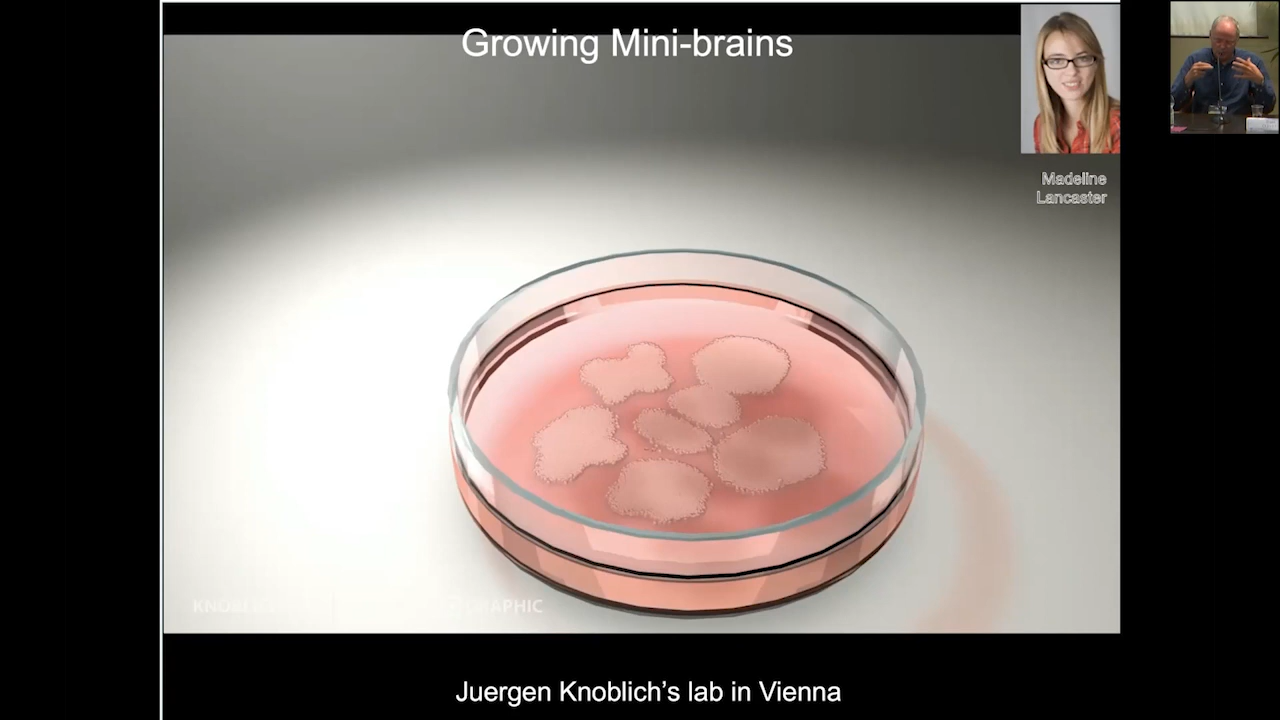 Growing Mini-brains
Madeline
Lancaster
Juergen Knoblich's lab in Vienna